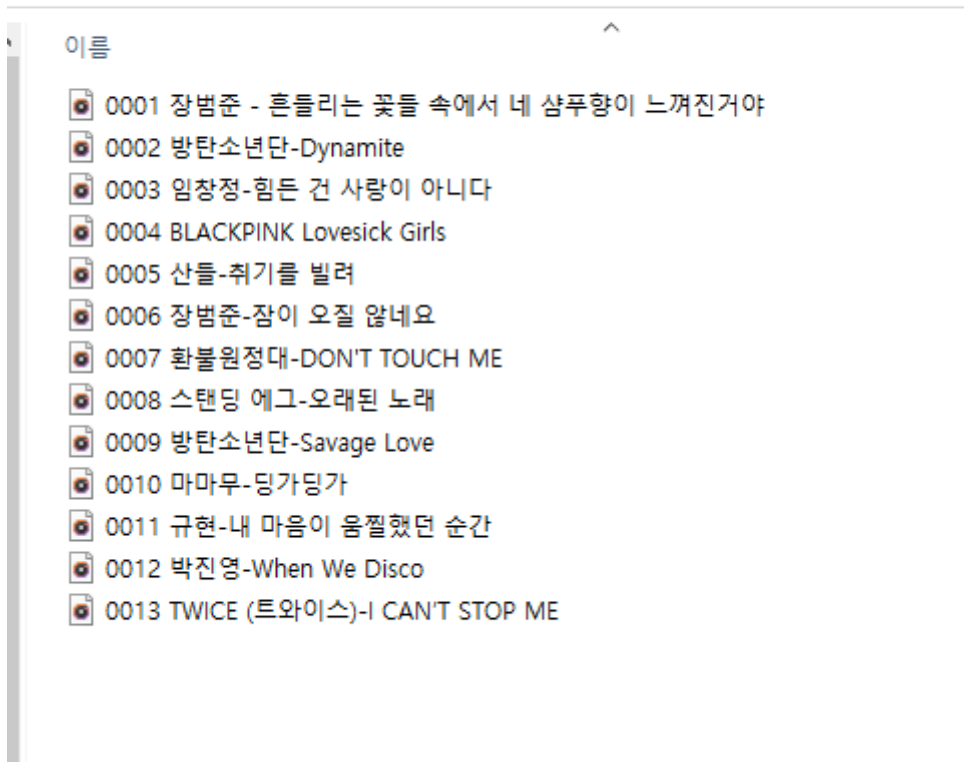 이름
0001 장범준 - 흔들리는 꽃들 속에서 네 샴푸향이 느껴진거야
0002 방탄소년단-Dynamite
0003 임창정-힘든 건 사랑이 아니다
0004 BLACKPINK Lovesick Girls
0005 산들-취기를 빌려
0006 장범준-잠이 오질 않네요
0007 환불원정대-DON'T TOUCH ME
0008 스탠딩 에그-오래된 노래
0009 방탄소년단-Savage Love
0010 마마무-딩가딩가
0011 규현-내 마음이 움찔했던 순간
0012 박진영-When We Disco
0013 TWICE (트와이스)-I CAN'T STOP ME